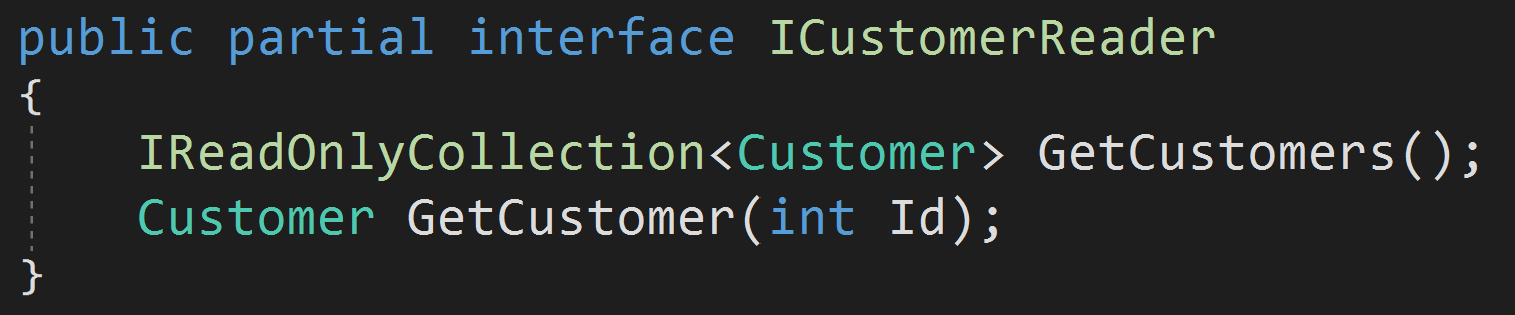 public partial interface ICustomerReader
{
    IReadOnlyCollection<Customer> GetCustomers();
    Customer GetCustomer(int Id);
}